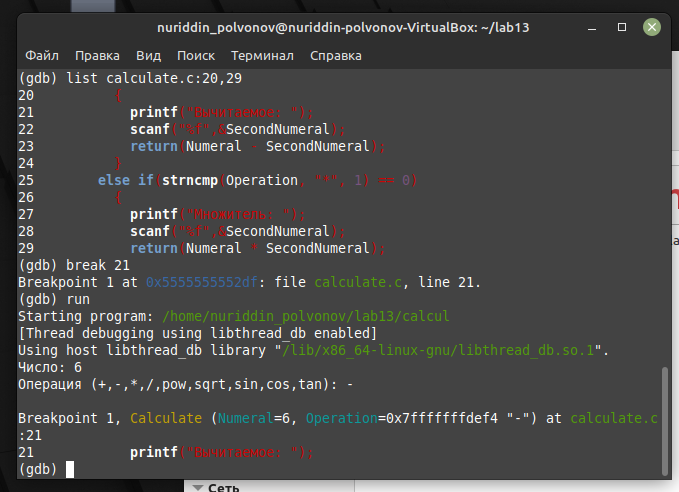 nuriddin_polvonov@nuriddin-polvonov-VirtualBox: ~/lab13
Файл Правка Вид Поиск Терминал Справка
(gdb) list calculate.c:20,29
20 {
21 printf("Вычитаемое: ");
22 scanf("%f",&SecondNumeral);
23 return(Numeral - SecondNumeral);
24 }
25 else if(strncmp(Operation, "*", 1) == 0)
26 {
27 printf("Множитель: ");
28 scanf("%f",&SecondNumeral);
29 return(Numeral * SecondNumeral);
(gdb) break 21
Breakpoint 1 at 0x5555555552df: file calculate.c, line 21.
(gdb) run
Starting program: /home/nuriddin_polvonov/lab13/calcul
[Thread debugging using libthread_db enabled]
Using host libthread_db library "/lib/x86_64-linux-gnu/libthread_db.so.1".
Число: 6
Операция (+,-,*,/,pow,sqrt,sin,cos,tan): -
Breakpoint 1, Calculate (Numeral=6, Operation=0x7fffffffdef4 "-") at calculate.c
:21
21 printf("Вычитаемое: ");
(gdb)
Сеть